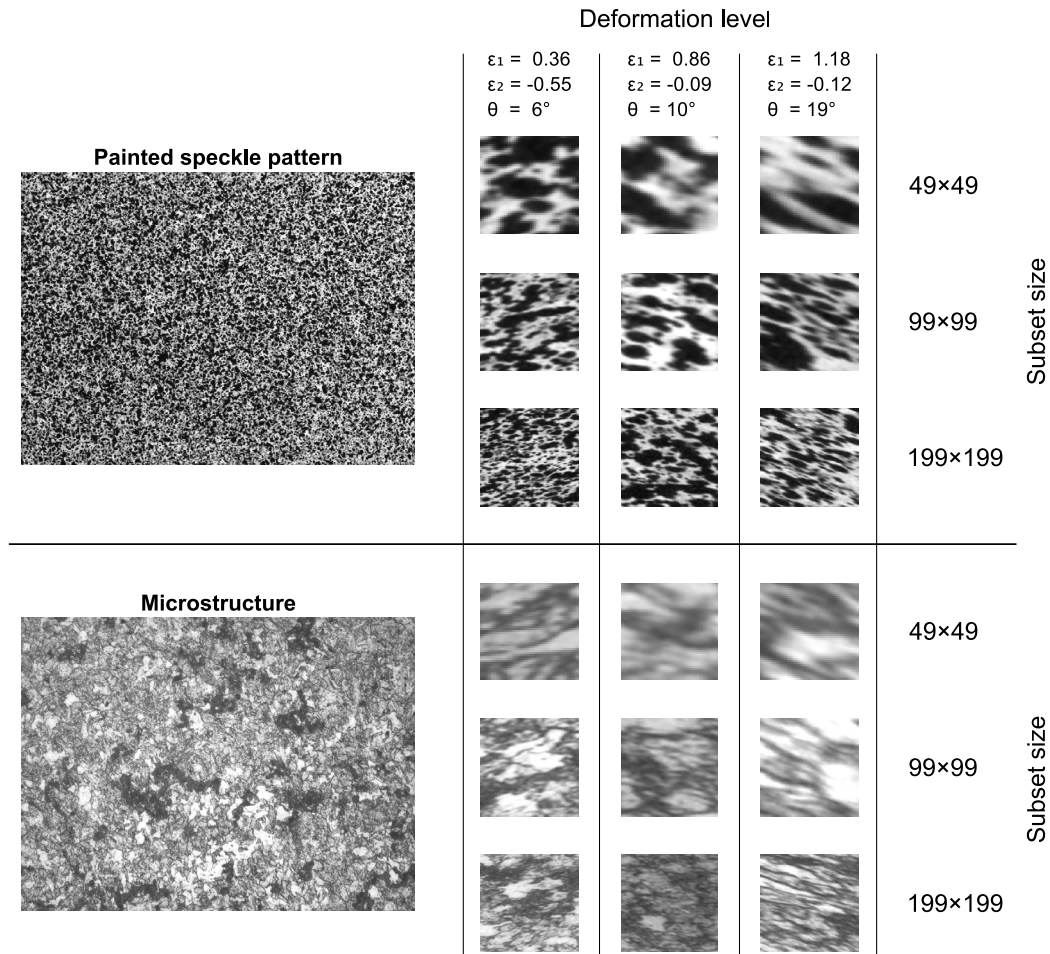 Deformation level
ε₁ = 0.36
ε₂ = -0.55
θ = 6°
ε₁ = 0.86
ε₂ = -0.09
θ = 10°
ε₁ = 1.18
ε₂ = -0.12
θ = 19°
Painted speckle pattern
49×49
99×99
199×199
Subset size
Microstructure
49×49
99×99
199×199
Subset size